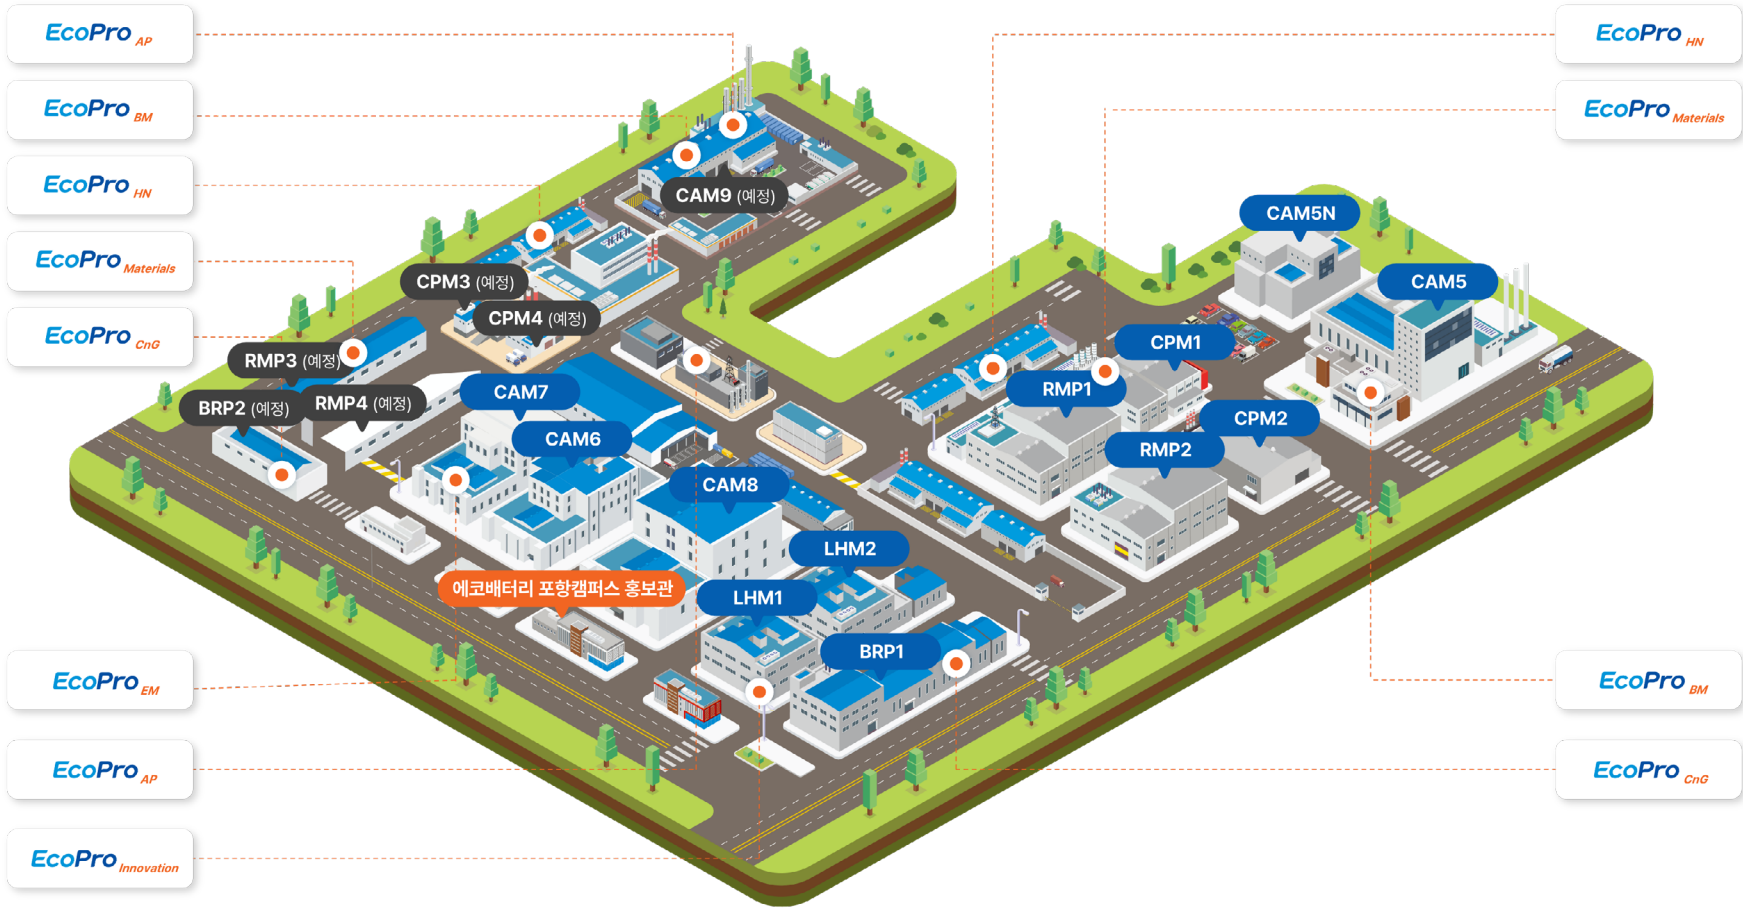 EcoPro AP
EcoPro BM
EcoPro HN
EcoPro Materials
EcoPro CnG
EcoPro EM
EcoPro AP
EcoPro Innovation
EcoPro HN
EcoPro Materials
EcoPro BM
EcoPro CnG
CAM9 (예정)
CPM3 (예정)
CPM4 (예정)
RMP3 (예정)
BRP2 (예정)
RMP4 (예정)
CAM7
CAM6
CAM8
CAM5N
CAM5
CPM1
RMP1
CPM2
RMP2
LHM2
LHM1
BRP1
에코배터리 포항캠퍼스 홍보관